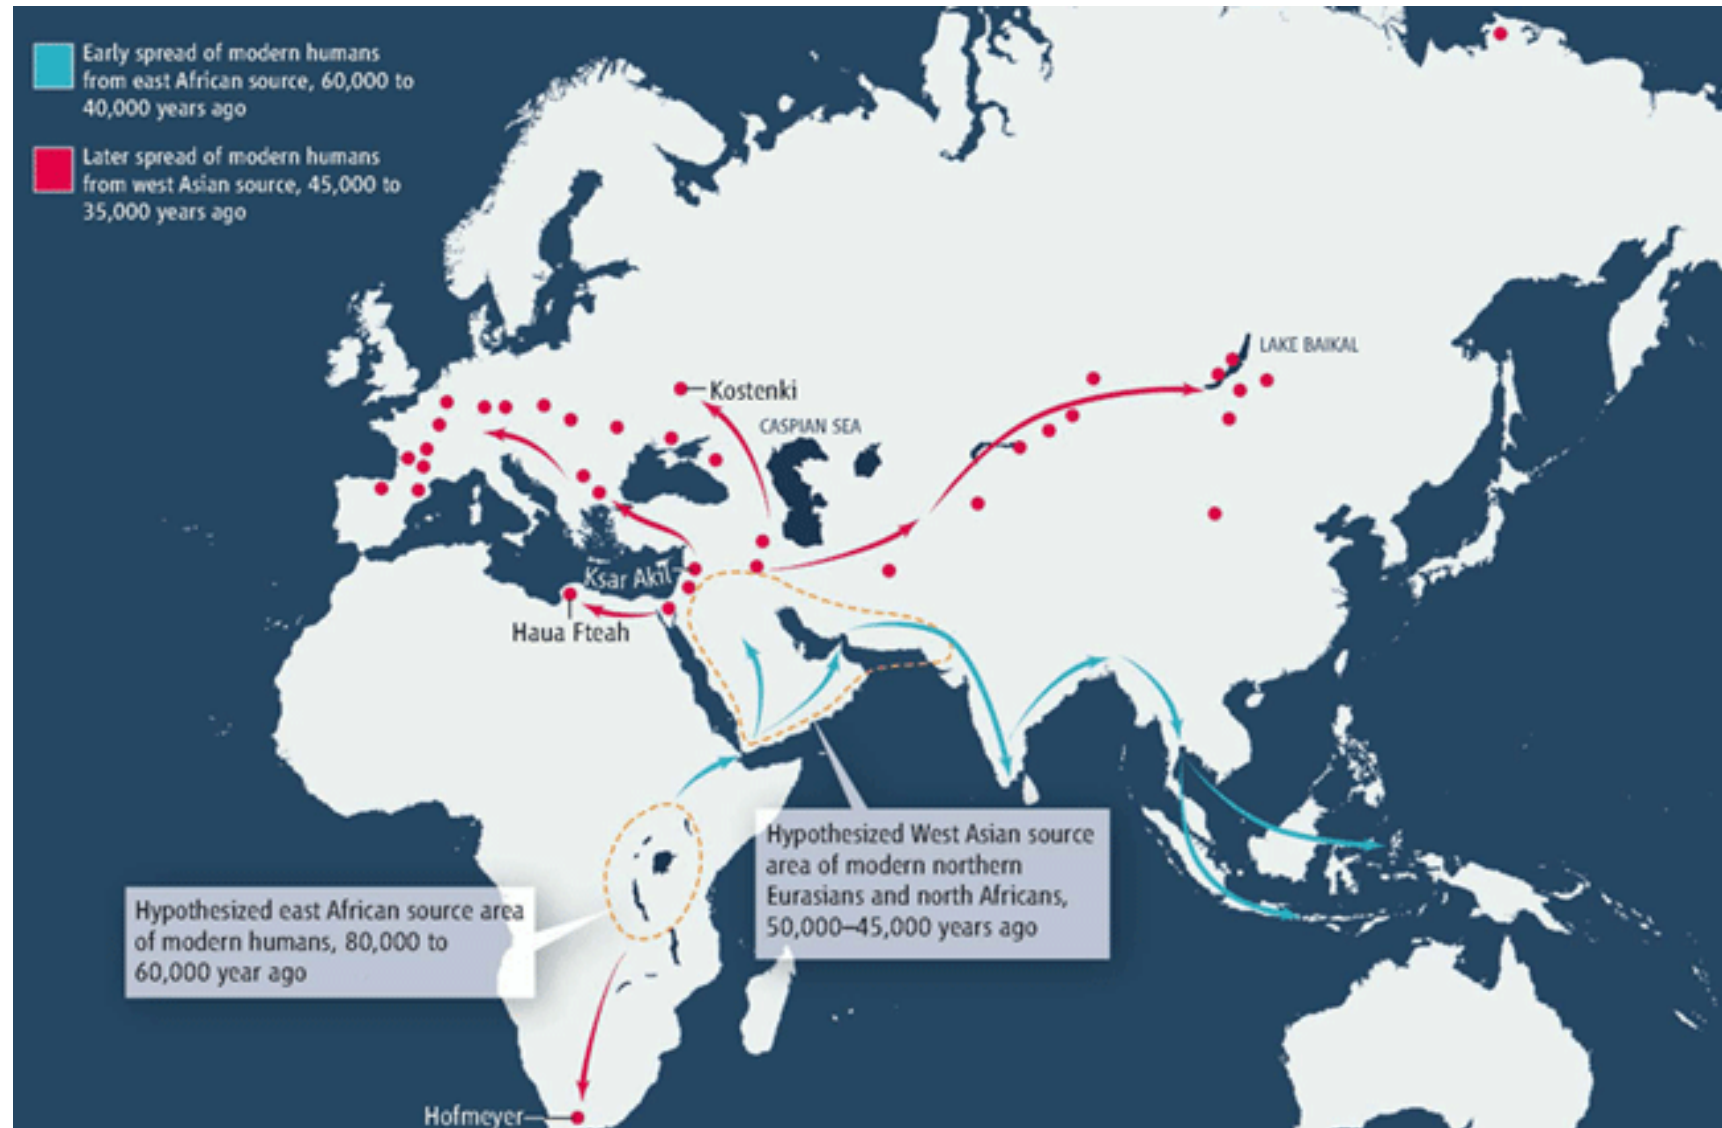 Early spread of modern humans
from east African source, 60,000 to
40,000 years ago
Later spread of modern humans
from west Asian source, 45,000 to
35,000 years ago
LAKE BAIKAL
Kostenki
CASPIAN SEA
Ksar Akil
Haua Fteah
Hypothesized West Asian source
area of modern northern
Eurasians and north Africans,
50,000–45,000 years ago
Hypothesized east African source area
of modern humans, 80,000 to
60,000 year ago
Hofmeyer